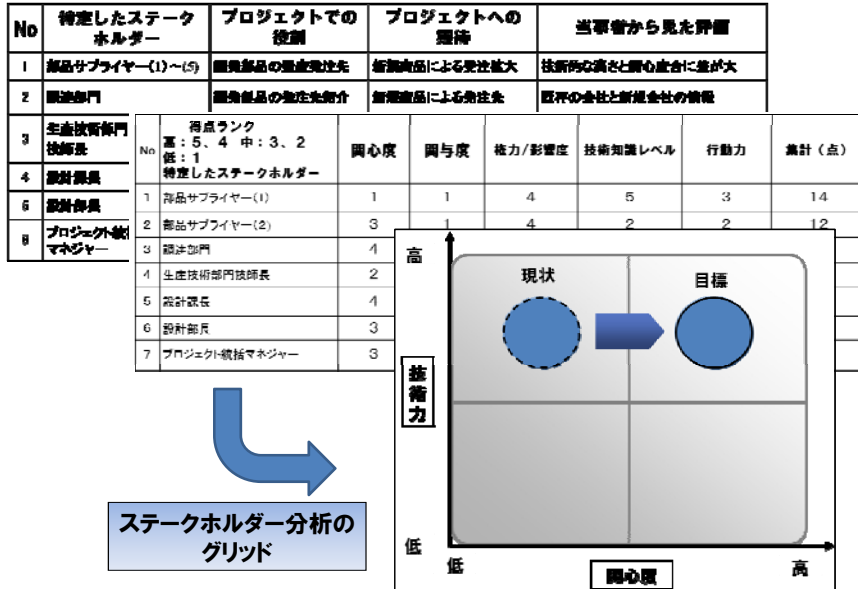 No 特定したステークホルダー プロジェクトでの役割 プロジェクトへの期待 当事者から見た評価
1 部品サプライヤー(1)~(5) 開発部品の量産発注先 新規商品による受注拡大 技術的な高さと関心度合に差が大
2 調達部門 開発部品の発注先紹介 新規商品による発注先 既存の会社と新規会社の情報
3 生産技術部門
技師長
4 設計課長
5 設計部長
6 プロジェクト統
マネジャー
No 得点ランク
高:5、4 中:3、2
低:1
特定したステークホルダー 関心度 関与度 権力/影響度 技術知識レベル 行動力 集計(点)
1 部品サプライヤー(1) 1 1 4 5 3 14
2 部品サプライヤー(2) 3 1 4 2 2 12
3 調達部門 4
4 生産技術部門技師長 2
5 設計課長 4
6 設計部長 3
7 プロジェクト統括マネジャー 3
高
現状 目標
技術力
低
低 関心度 高
ステークホルダー分析の
グリッド